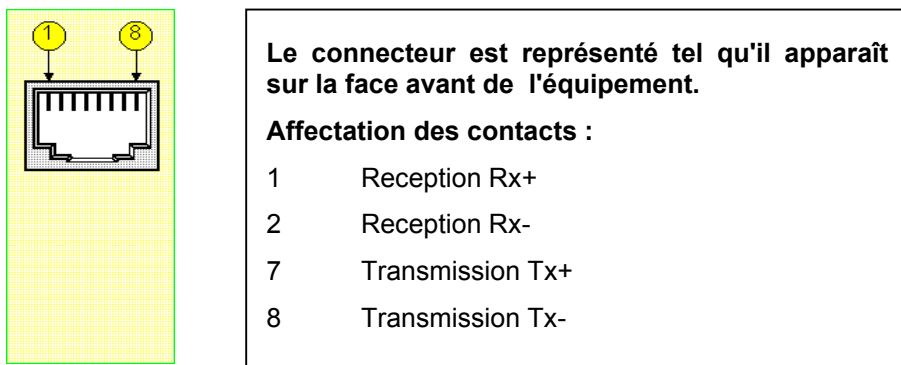 1 8
Le connecteur est représenté tel qu'il apparaît
sur la face avant de l'équipement.
Affectation des contacts :
1 Reception Rx+
2 Reception Rx-
7 Transmission Tx+
8 Transmission Tx-